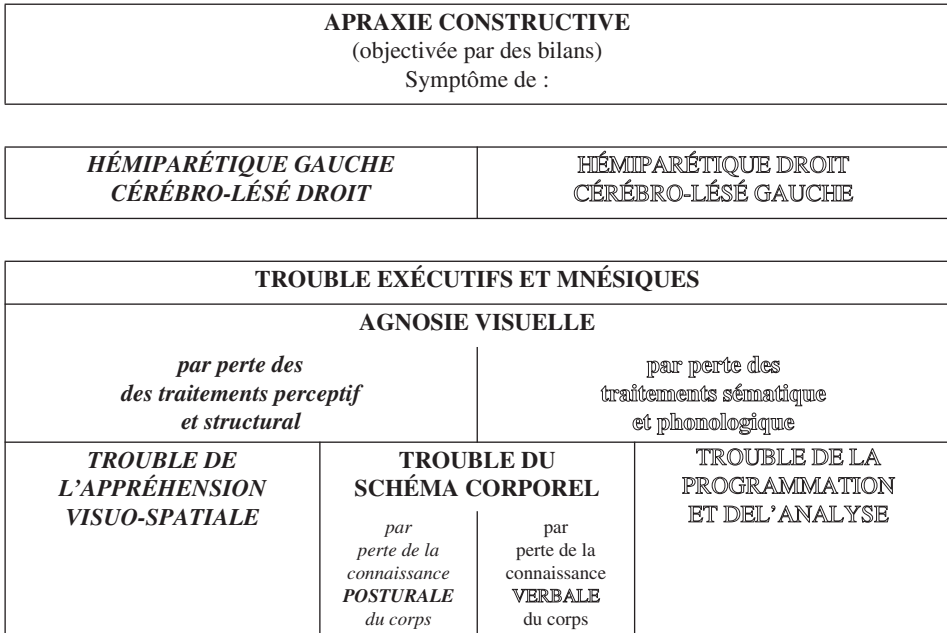 APRAXIE CONSTRUCTIVE
(objectivée par des bilans)
Symptôme de :
HÉMIPARÉTIQUE GAUCHE
CÉRÉBRO-LÉSÉ DROIT
HÉMIPARÉTIQUE DROIT
CÉRÉBRO-LÉSÉ GAUCHE
TROUBLE EXÉCUTIFS ET MNÉSIQUES
AGNOSIE VISUELLE
par perte des
des traitements perceptif
et structural
par perte des
traitements sématique
et phonologique
TROUBLE DE
L'APPRÉHENSION
VISUO-SPATIALE
TROUBLE DU
SCHÉMA CORPOREL
par
perte de la
connaissance
POSTURALE
du corps
par
perte de la
connaissance
VERBALE
du corps
TROUBLE DE LA
PROGRAMMATION
ET DEL'ANALYSE